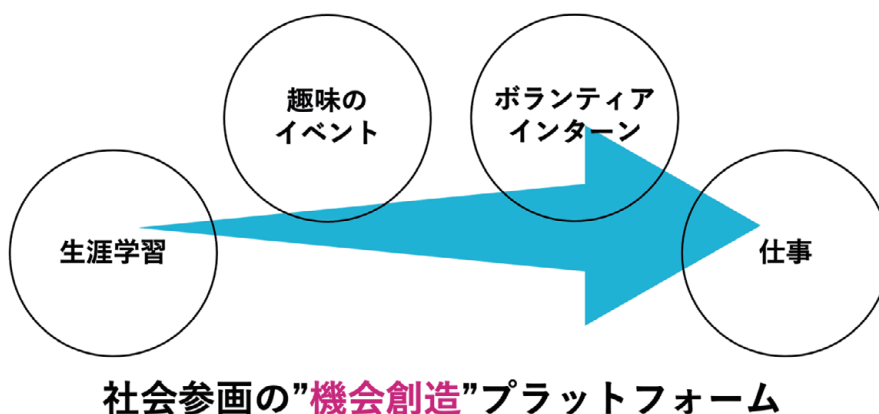 趣味の
イベント
ボランティア
インターン
生涯学習
仕事
社会参画の”機会創造”プラットフォーム